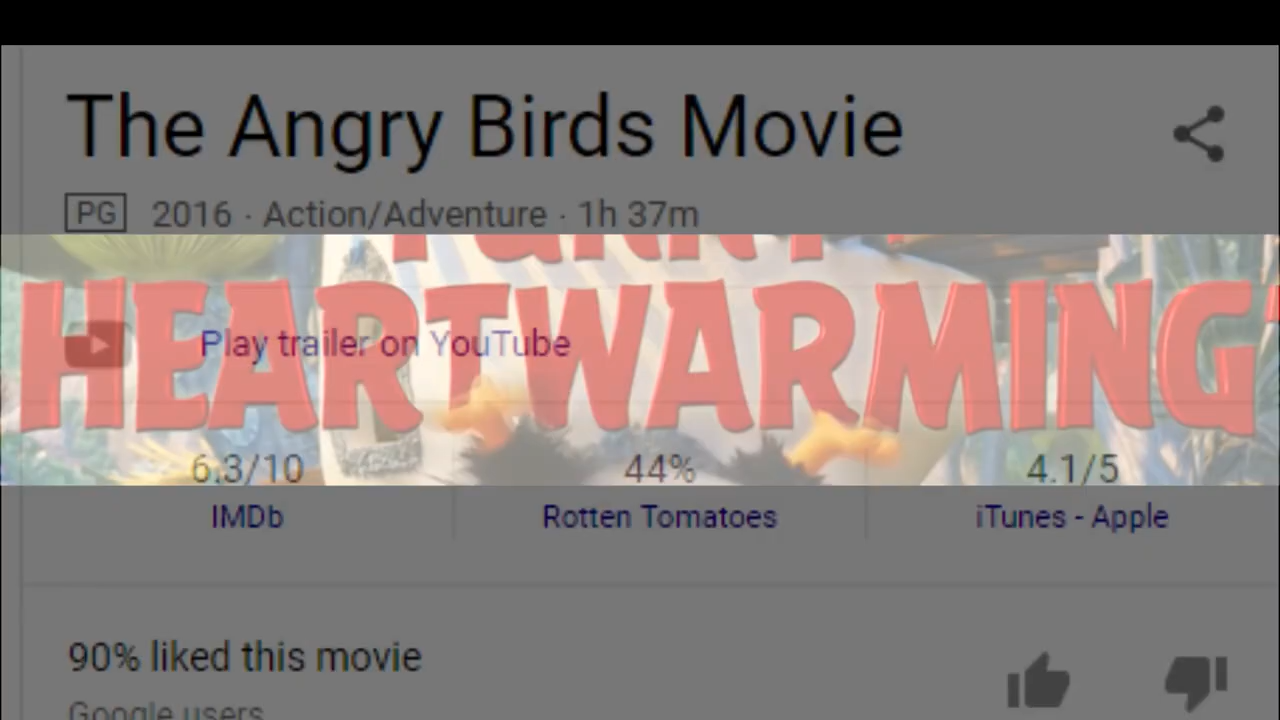 The Angry Birds Movie
PG 2016 · Action/Adventure · 1h 37m
HEARTWARMING
Play trailer on YouTube
6.3/10 44% 4.1/5
IMDb Rotten Tomatoes iTunes - Apple
90% liked this movie
Google users